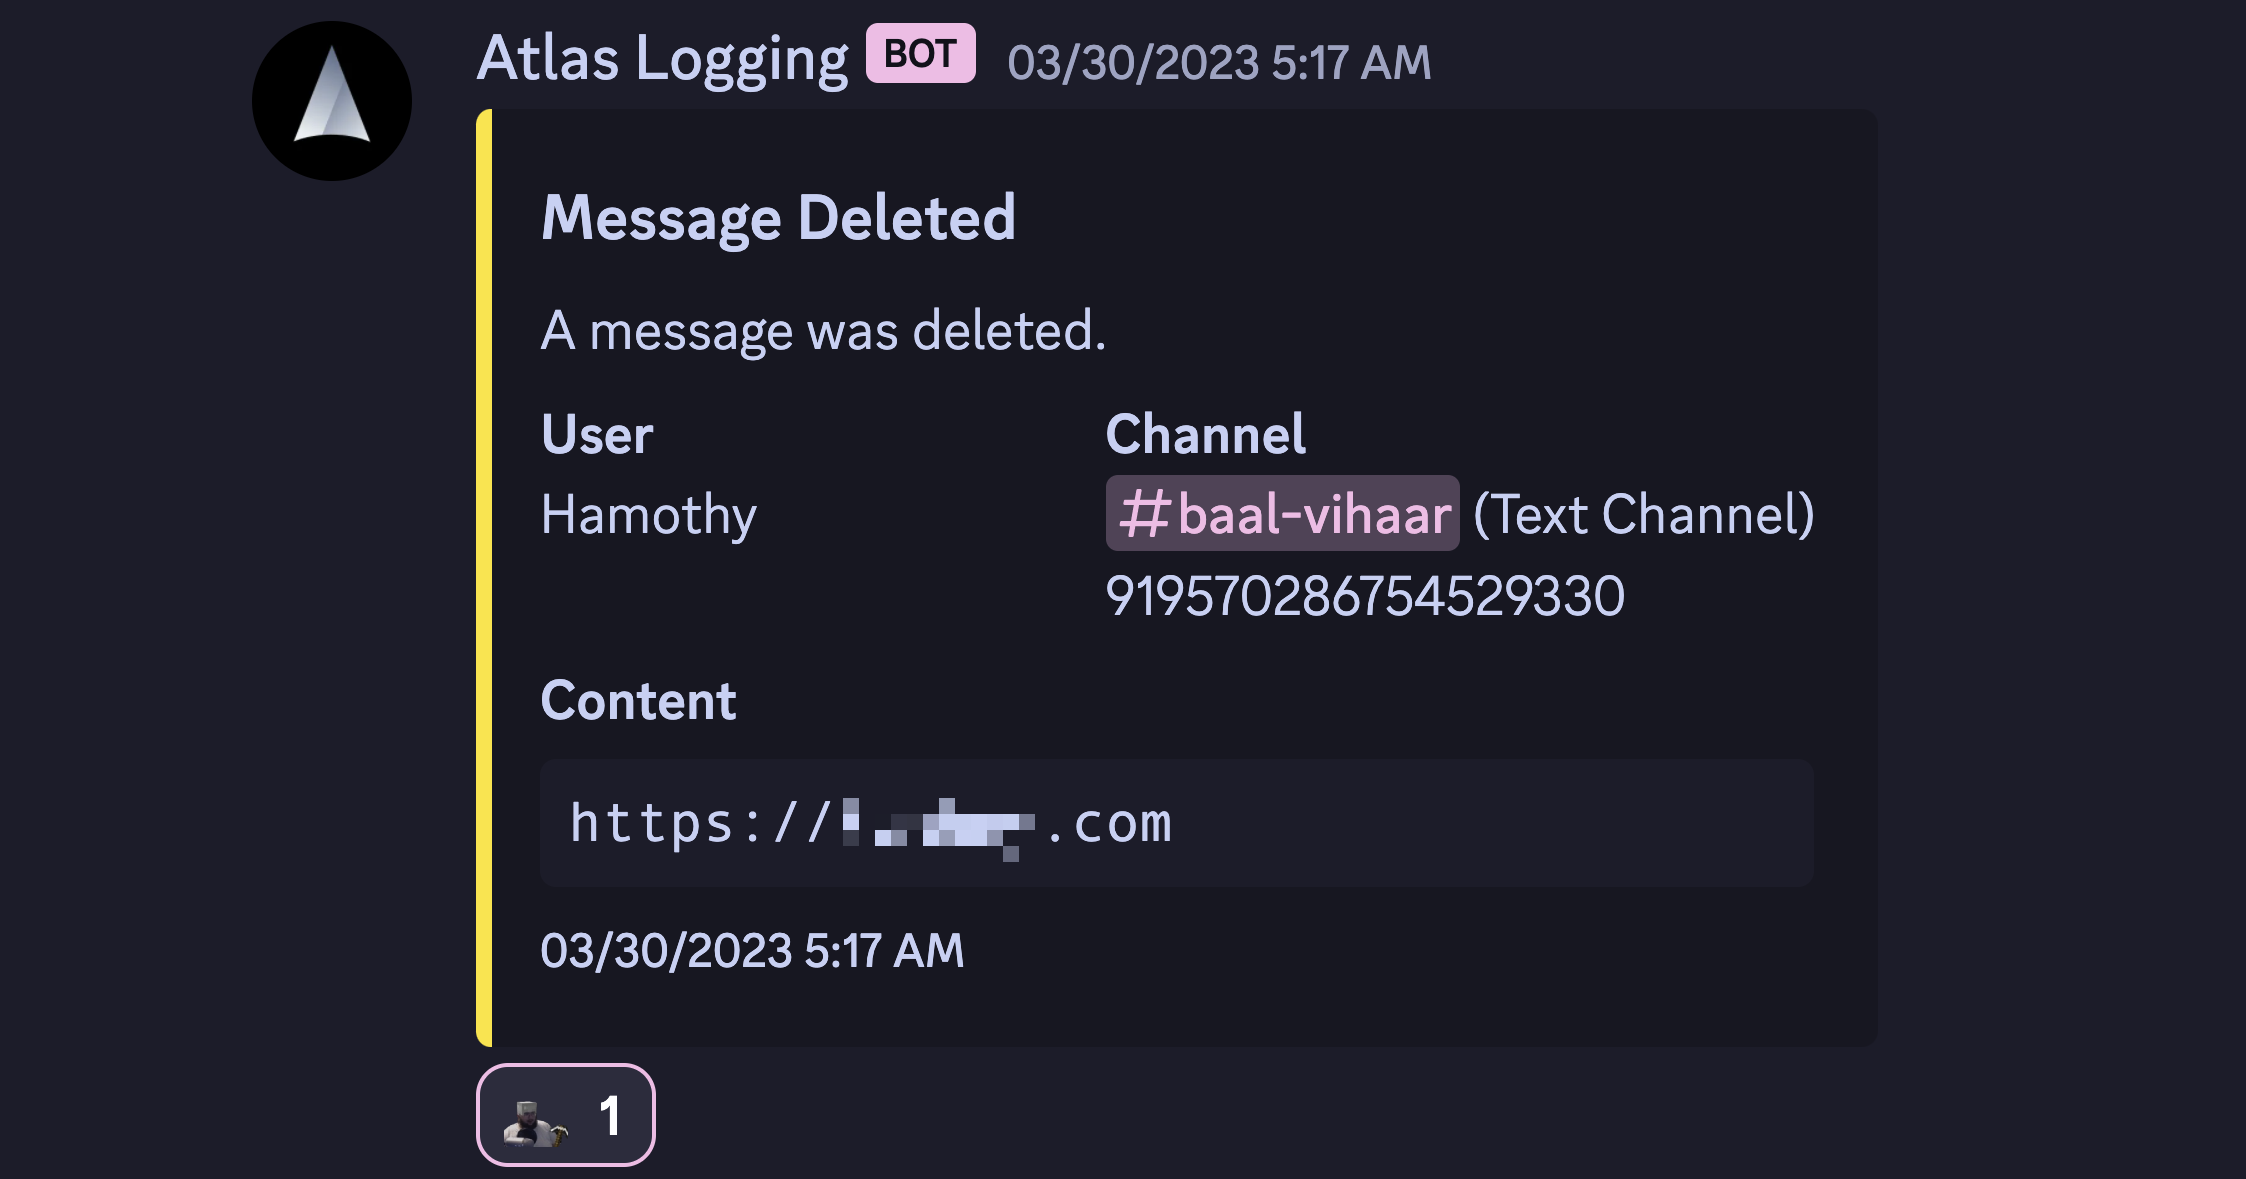 Atlas Logging BOT 03/30/2023 5:17 AM
Message Deleted
A message was deleted.
User
Hamothy
Channel
#baal-vihaar (Text Channel)
919570286754529330
Content
https:// .com
03/30/2023 5:17 AM
1